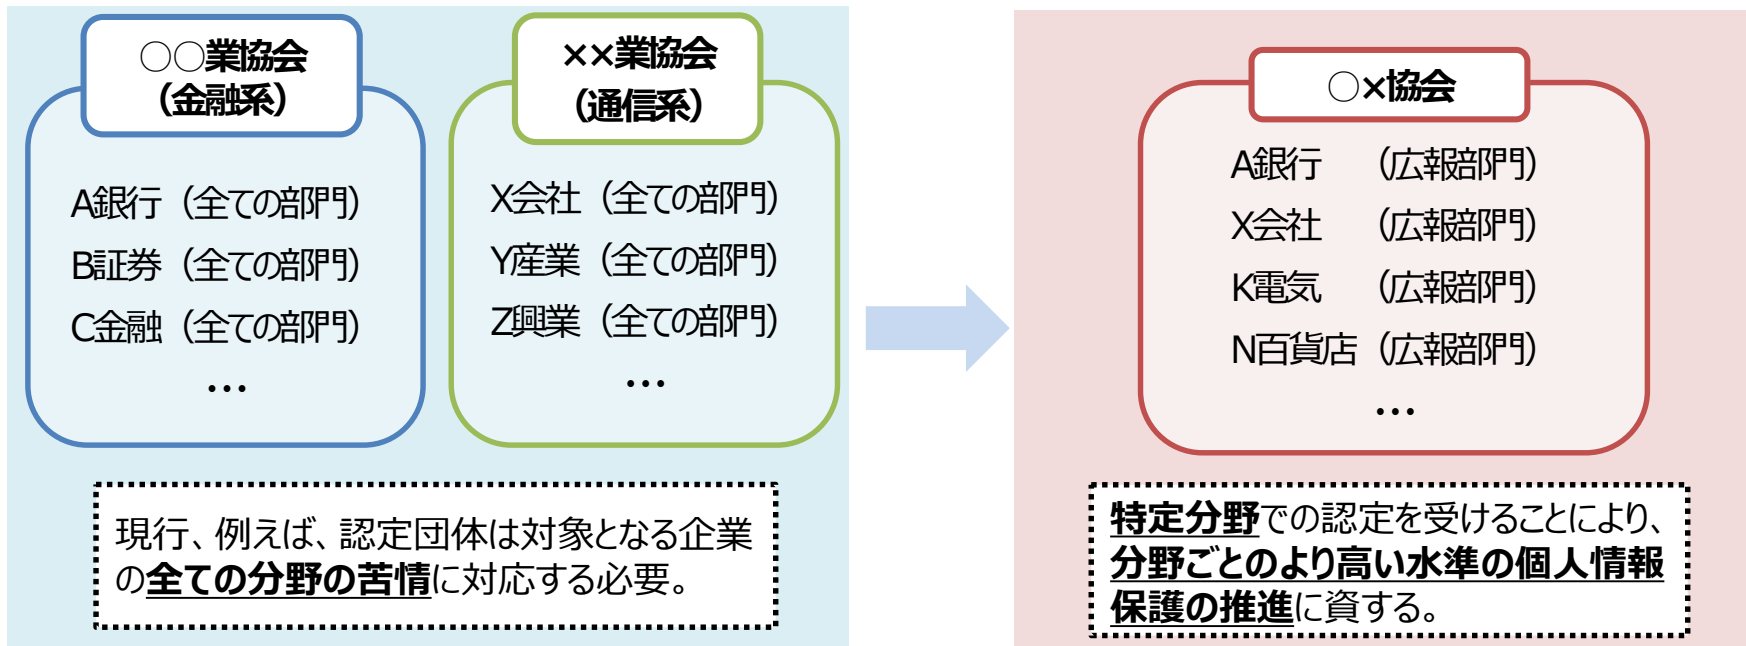 ○○業協会
（金融系）
A銀行（全ての部門）
B証券（全ての部門）
C金融（全ての部門）
…
××業協会
（通信系）
X会社（全ての部門）
Y産業（全ての部門）
Z興業（全ての部門）
…
現行、例えば、認定団体は対象となる企業
の全ての分野の苦情に対応する必要。
○×協会
A銀行　（広報部門）
X会社　（広報部門）
K電気　（広報部門）
N百貨店（広報部門）
…
特定分野での認定を受けることにより、
分野ごとのより高い水準の個人情報
保護の推進に資する。